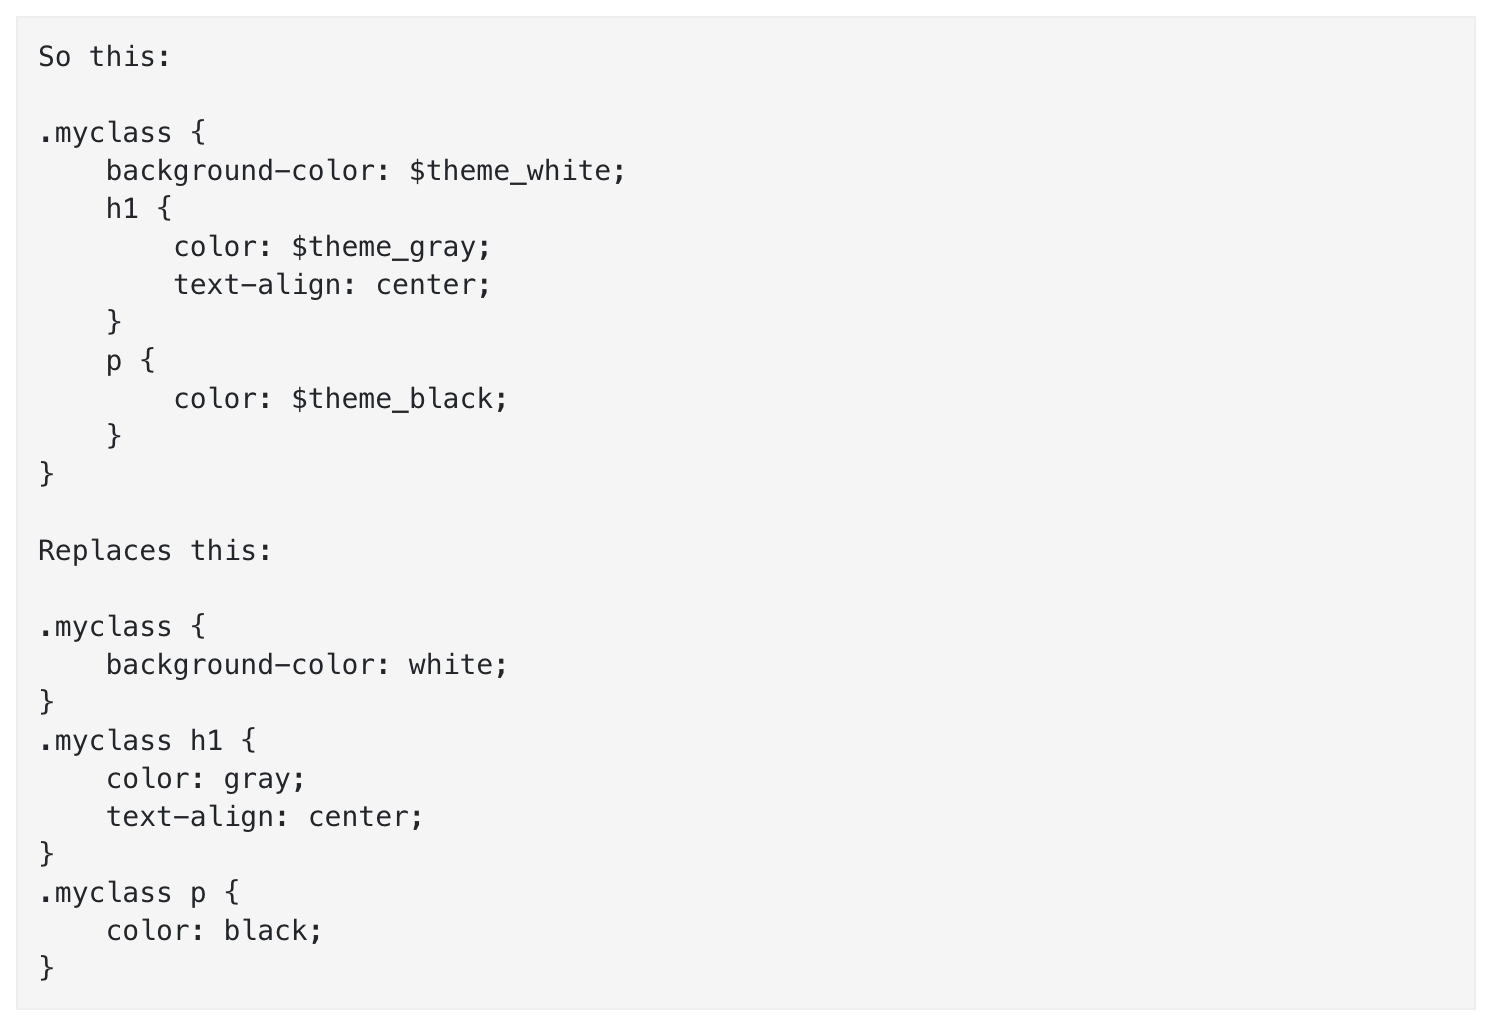 So this:

.myclass {
    background-color: $theme_white;
    h1 {
        color: $theme_gray;
        text-align: center;
    }
    p {
        color: $theme_black;
    }
}

Replaces this:

.myclass {
    background-color: white;
}
.myclass h1 {
    color: gray;
    text-align: center;
}
.myclass p {
    color: black;
}